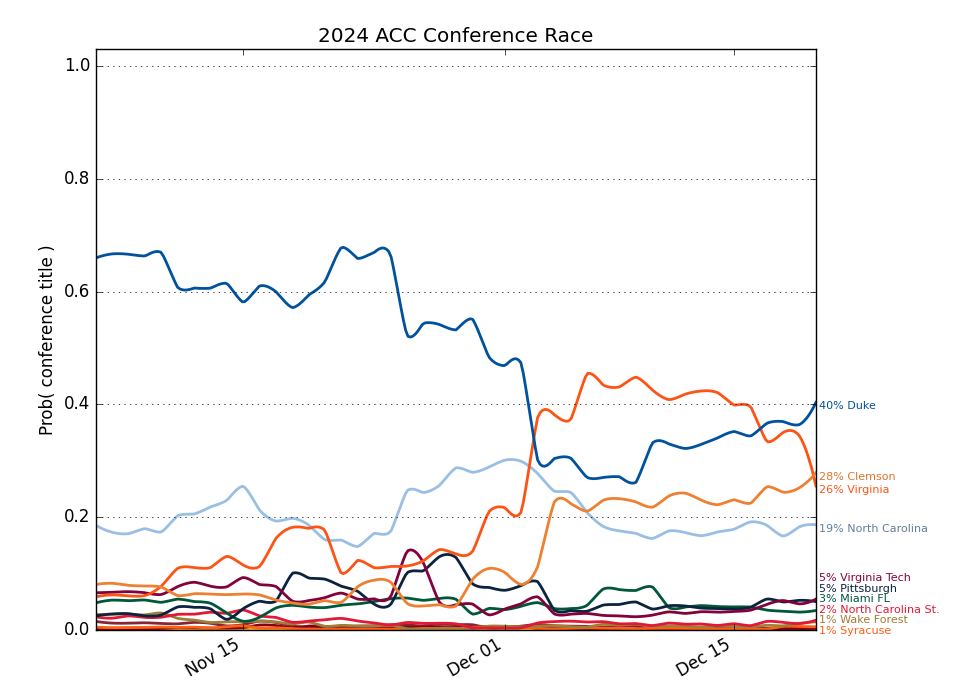 2024 ACC Conference Race
Prob( conference title )
1.0
0.8
0.6
0.4
0.2
0.0
Nov 15
Dec 01
Dec 15
40% Duke
28% Clemson
26% Virginia
19% North Carolina
5% Virginia Tech
5% Pittsburgh
3% Miami FL
2% North Carolina St.
1% Wake Forest
1% Syracuse